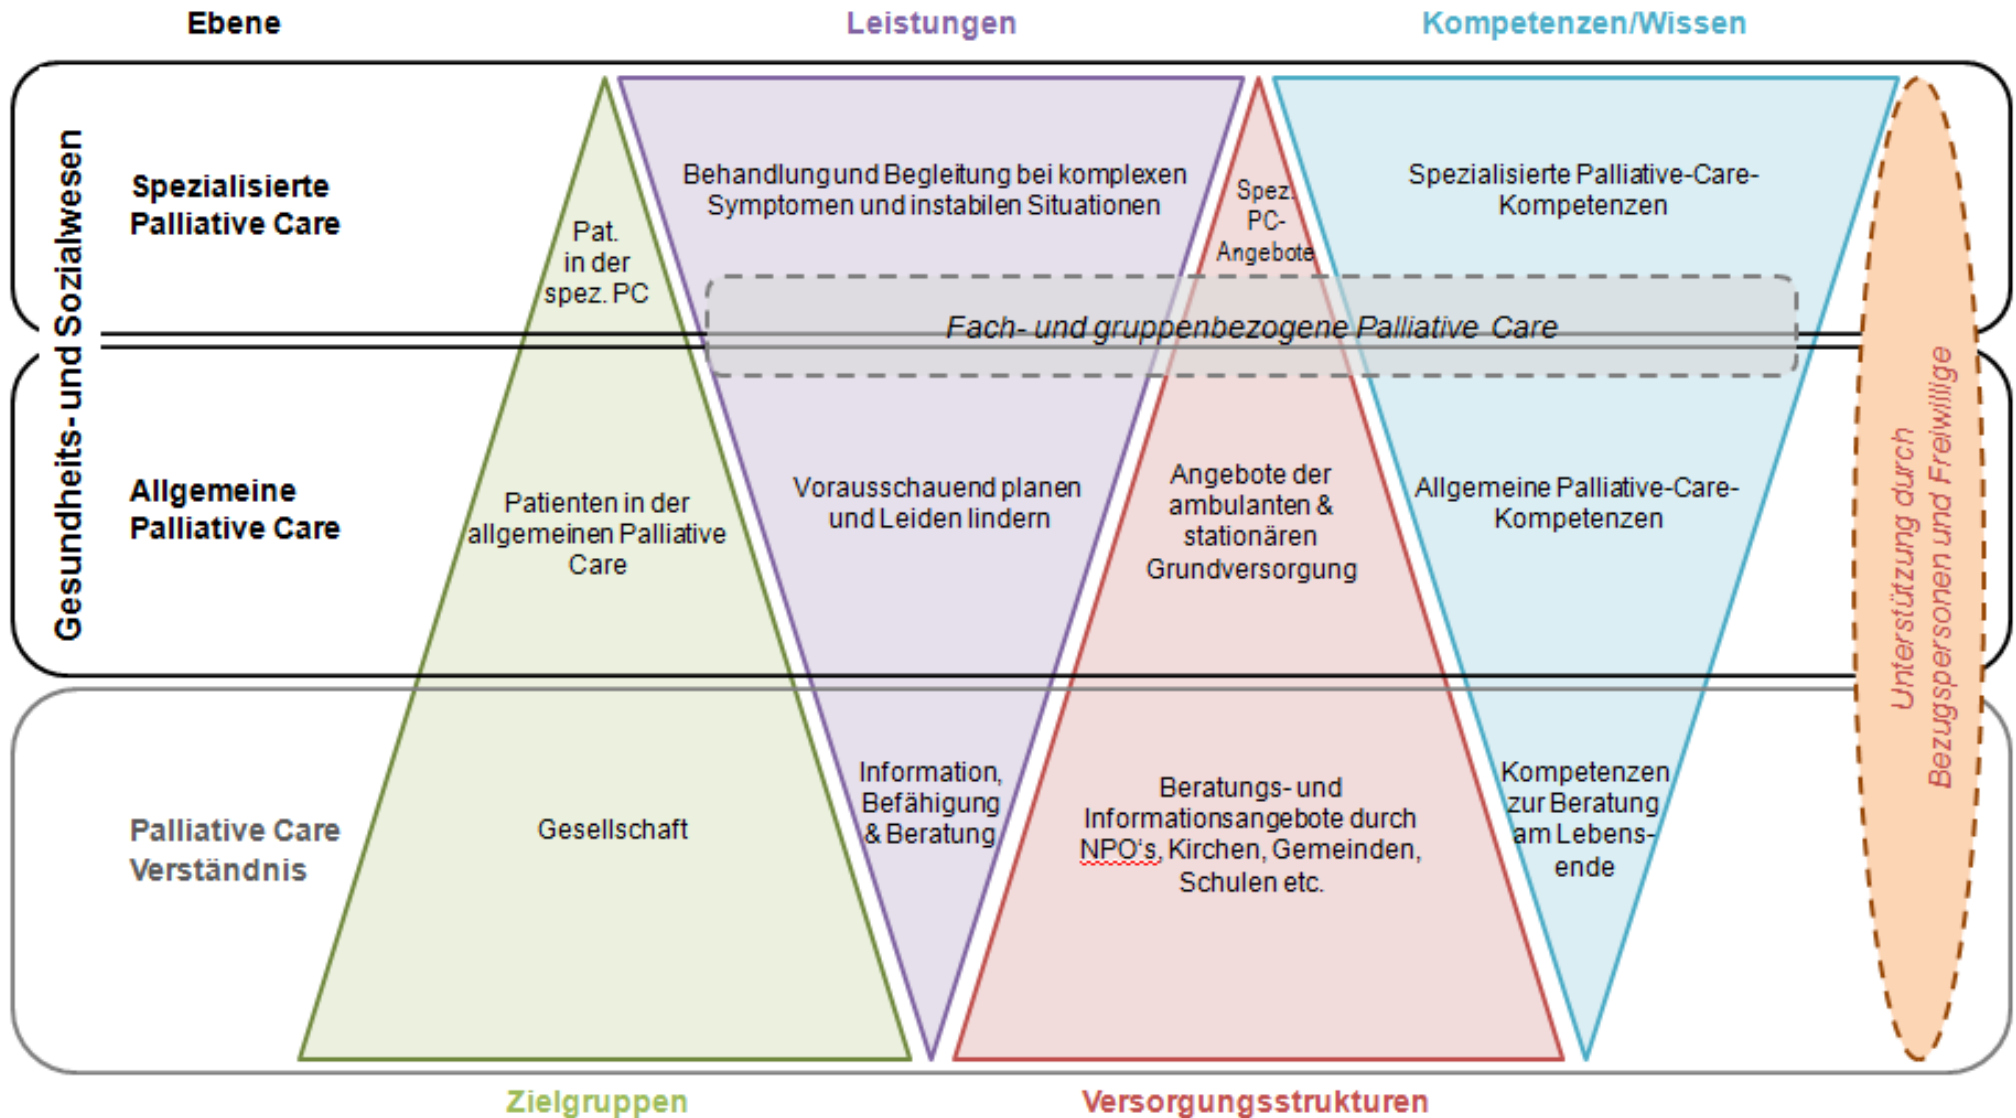 Ebene
Leistungen
Kompetenzen/Wissen
Gesundheits- und Sozialwesen
Spezialisierte
Palliative Care
Pat.
in der
spez. PC
Behandlung und Begleitung bei komplexen
Symptomen und instabilen Situationen
Spez.
PC-
Angebote
Spezialisierte Palliative-Care-
Kompetenzen
Fach- und gruppenbezogene Palliative Care
Allgemeine
Palliative Care
Patienten in der
allgemeinen Palliative
Care
Vorausschauend planen
und Leiden lindern
Angebote der
ambulanten &
stationären
Grundversorgung
Allgemeine Palliative-Care-
Kompetenzen
Unterstützung durch
Bezugspersonen und Freiwillige
Palliative Care
Verständnis
Gesellschaft
Information,
Befähigung
& Beratung
Beratungs- und
Informationsangebote durch
NPO‘s, Kirchen, Gemeinden,
Schulen etc.
Kompetenzen
zur Beratung
am Lebens-
ende
Zielgruppen
Versorgungsstrukturen